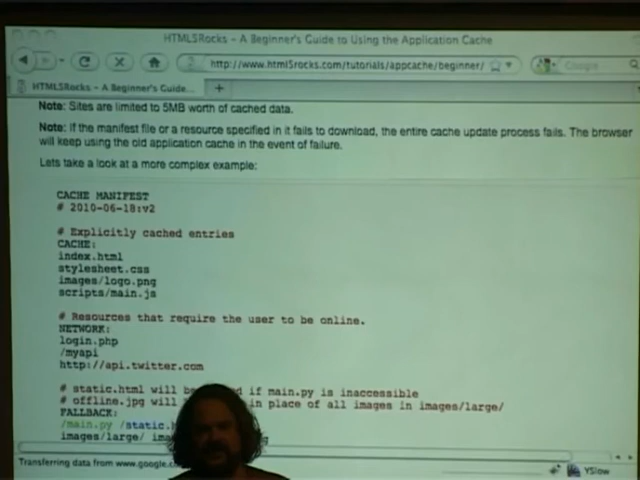 HTML5Rocks - A Beginner's Guide to Using the Application Cache
http://www.html5rocks.com/tutorials/appcache/beginner/
Google
HTML5Rocks - A Beginner's Guide...
Note: Sites are limited to 5MB worth of cached data.
Note: If the manifest file or a resource specified in it fails to download, the entire cache update process fails. The browser
will keep using the old application cache in the event of failure.
Lets take a look at a more complex example:
CACHE MANIFEST
# 2010-06-18:v2
# Explicitly cached entries
CACHE:
index.html
stylesheet.css
images/logo.png
scripts/main.js
# Resources that require the user to be online.
NETWORK:
login.php
/myapi
http://api.twitter.com
# static.html will be if main.py is inaccessible
# offline.jpg will in place of all images in images/large/
FALLBACK:
/main.py /static.
images/large/
Transferring data from www.google.
YSlow